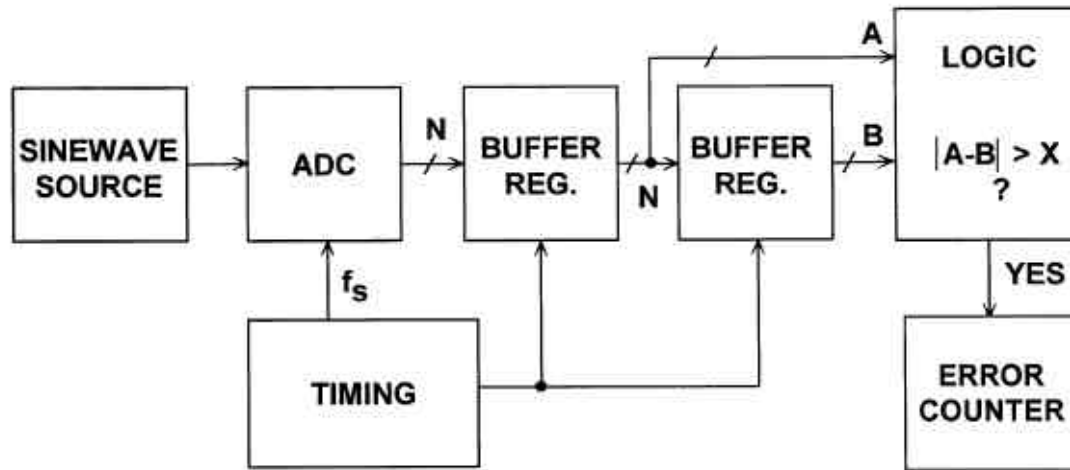 SINEWAVE
SOURCE
ADC
N
BUFFER
REG.
N
BUFFER
REG.
A
B
LOGIC
|A-B| > X
?
YES
ERROR
COUNTER
fs
TIMING